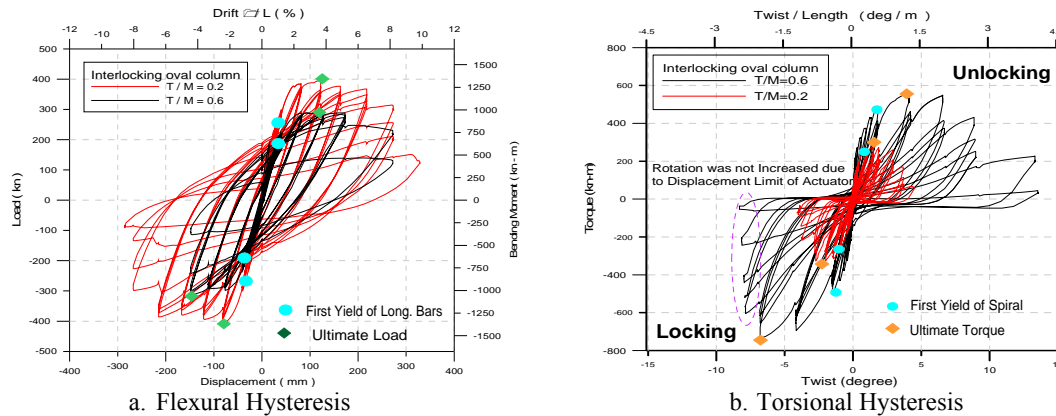 Drift / L ( % )
-12 -10 -8 -6 -4 -2 0 2 4 6 8 10 12
500
400
300
200
100
0
-100
-200
-300
-400
-500
Load ( kn )
Interlocking oval column
T / M = 0.2
T / M = 0.6
1250
1000
750
500
250
0
-250
-500
-750
-1000
-1250
Bending Moment ( kn - m )
First Yield of Long. Bars
Ultimate Load
-400 -300 -200 -100 0 100 200 300 400
Displacement ( mm )
a. Flexural Hysteresis
Twist / Length ( deg / m )
-4.5 -3 -1.5 0 1.5 3 4.
800
600
400
200
0
-200
-400
-600
-800
Torque (kn-m)
Interlocking oval column
T/M=0.6
T/M=0.2
Unlocking
Rotation was not Increased due
to Displacement Limit of Actuator
First Yield of Spiral
Ultimate Torque
Locking
-15 -10 -5 0 5 10 15
Twist (degree)
b. Torsional Hysteresis